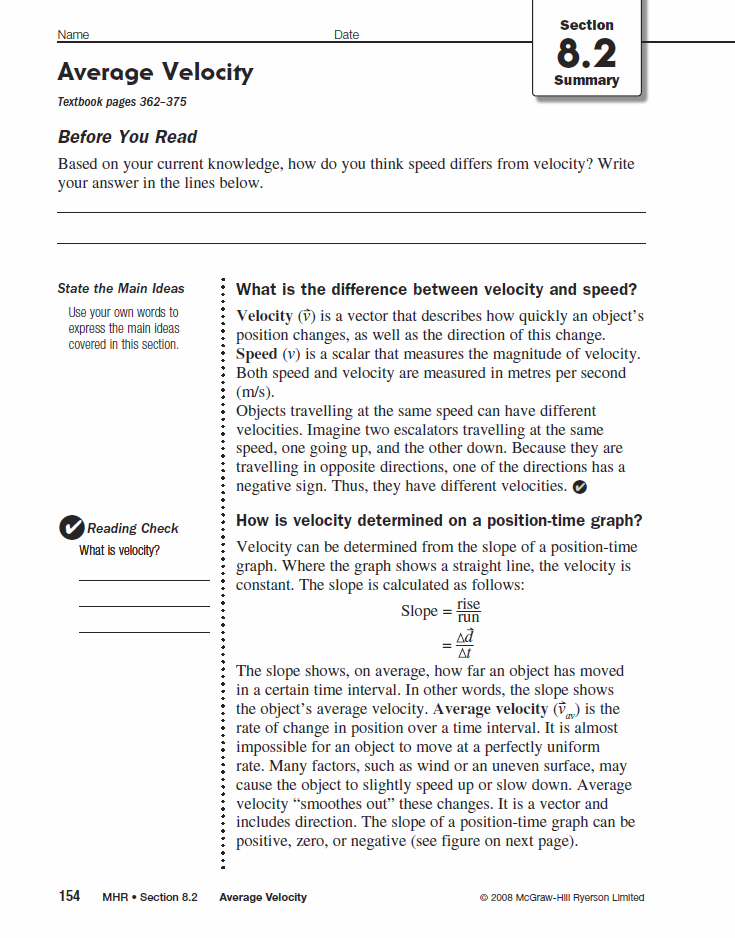 Name
Date
Section
8.2
Summary
Average Velocity
Textbook pages 362–375
Before You Read
Based on your current knowledge, how do you think speed differs from velocity? Write
your answer in the lines below.
State the Main Ideas
Use your own words to
express the main ideas
covered in this section.
What is the difference between velocity and speed?
Velocity (v⃗) is a vector that describes how quickly an object’s
position changes, as well as the direction of this change.
Speed (v) is a scalar that measures the magnitude of velocity.
Both speed and velocity are measured in metres per second
(m/s).
Objects travelling at the same speed can have different
velocities. Imagine two escalators travelling at the same
speed, one going up, and the other down. Because they are
travelling in opposite directions, one of the directions has a
negative sign. Thus, they have different velocities. ✔
✔ Reading Check
What is velocity?
How is velocity determined on a position-time graph?
Velocity can be determined from the slope of a position-time
graph. Where the graph shows a straight line, the velocity is
constant. The slope is calculated as follows:
Slope = rise
run
= Δd⃗
Δt
The slope shows, on average, how far an object has moved
in a certain time interval. In other words, the slope shows
the object’s average velocity. Average velocity (v⃗av) is the
rate of change in position over a time interval. It is almost
impossible for an object to move at a perfectly uniform
rate. Many factors, such as wind or an uneven surface, may
cause the object to slightly speed up or slow down. Average
velocity “smoothes out” these changes. It is a vector and
includes direction. The slope of a position-time graph can be
positive, zero, or negative (see figure on next page).
154 MHR • Section 8.2 Average Velocity
© 2008 McGraw-Hill Ryerson Limited